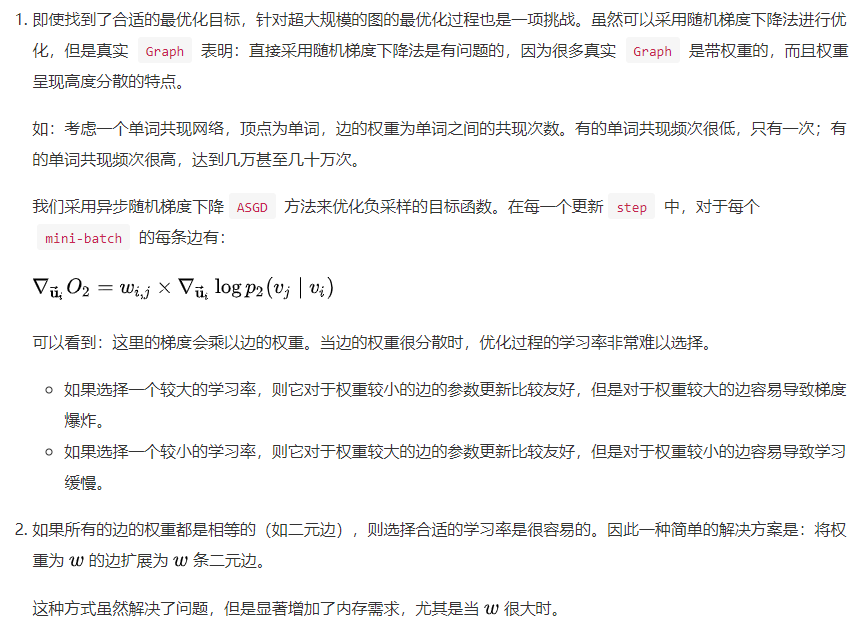 1. 即使找到了合适的最优化目标，针对超大规模的图的最优化过程也是一项挑战。虽然可以采用随机梯度下降法进行优
化，但是真实 Graph 表明：直接采用随机梯度下降法是有问题的，因为很多真实 Graph 是带权重的，而且权重
呈现高度分散的特点。
如：考虑一个单词共现网络，顶点为单词，边的权重为单词之间的共现次数。有的单词共现频次很低，只有一次；有
的单词共现频次很高，达到几万甚至几十万次。
我们采用异步随机梯度下降 ASGD 方法来优化负采样的目标函数。在每一个更新 step 中，对于每个
mini-batch 的每条边有：
∇_{\vec{u}_i} O_2 = w_{i,j} × ∇_{\vec{u}_i} log p_2(v_j | v_i)
可以看到：这里的梯度会乘以边的权重。当边的权重很分散时，优化过程的学习率非常难以选择。
○ 如果选择一个较大的学习率，则它对于权重较小的边的参数更新比较友好，但是对于权重较大的边容易导致梯度
爆炸。
○ 如果选择一个较小的学习率，则它对于权重较大的边的参数更新比较友好，但是对于权重较小的边容易导致学习
缓慢。
2. 如果所有的边的权重都是相等的（如二元边），则选择合适的学习率是很容易的。因此一种简单的解决方案是：将权
重为 w 的边扩展为 w 条二元边。
这种方式虽然解决了问题，但是显著增加了内存需求，尤其是当 w 很大时。